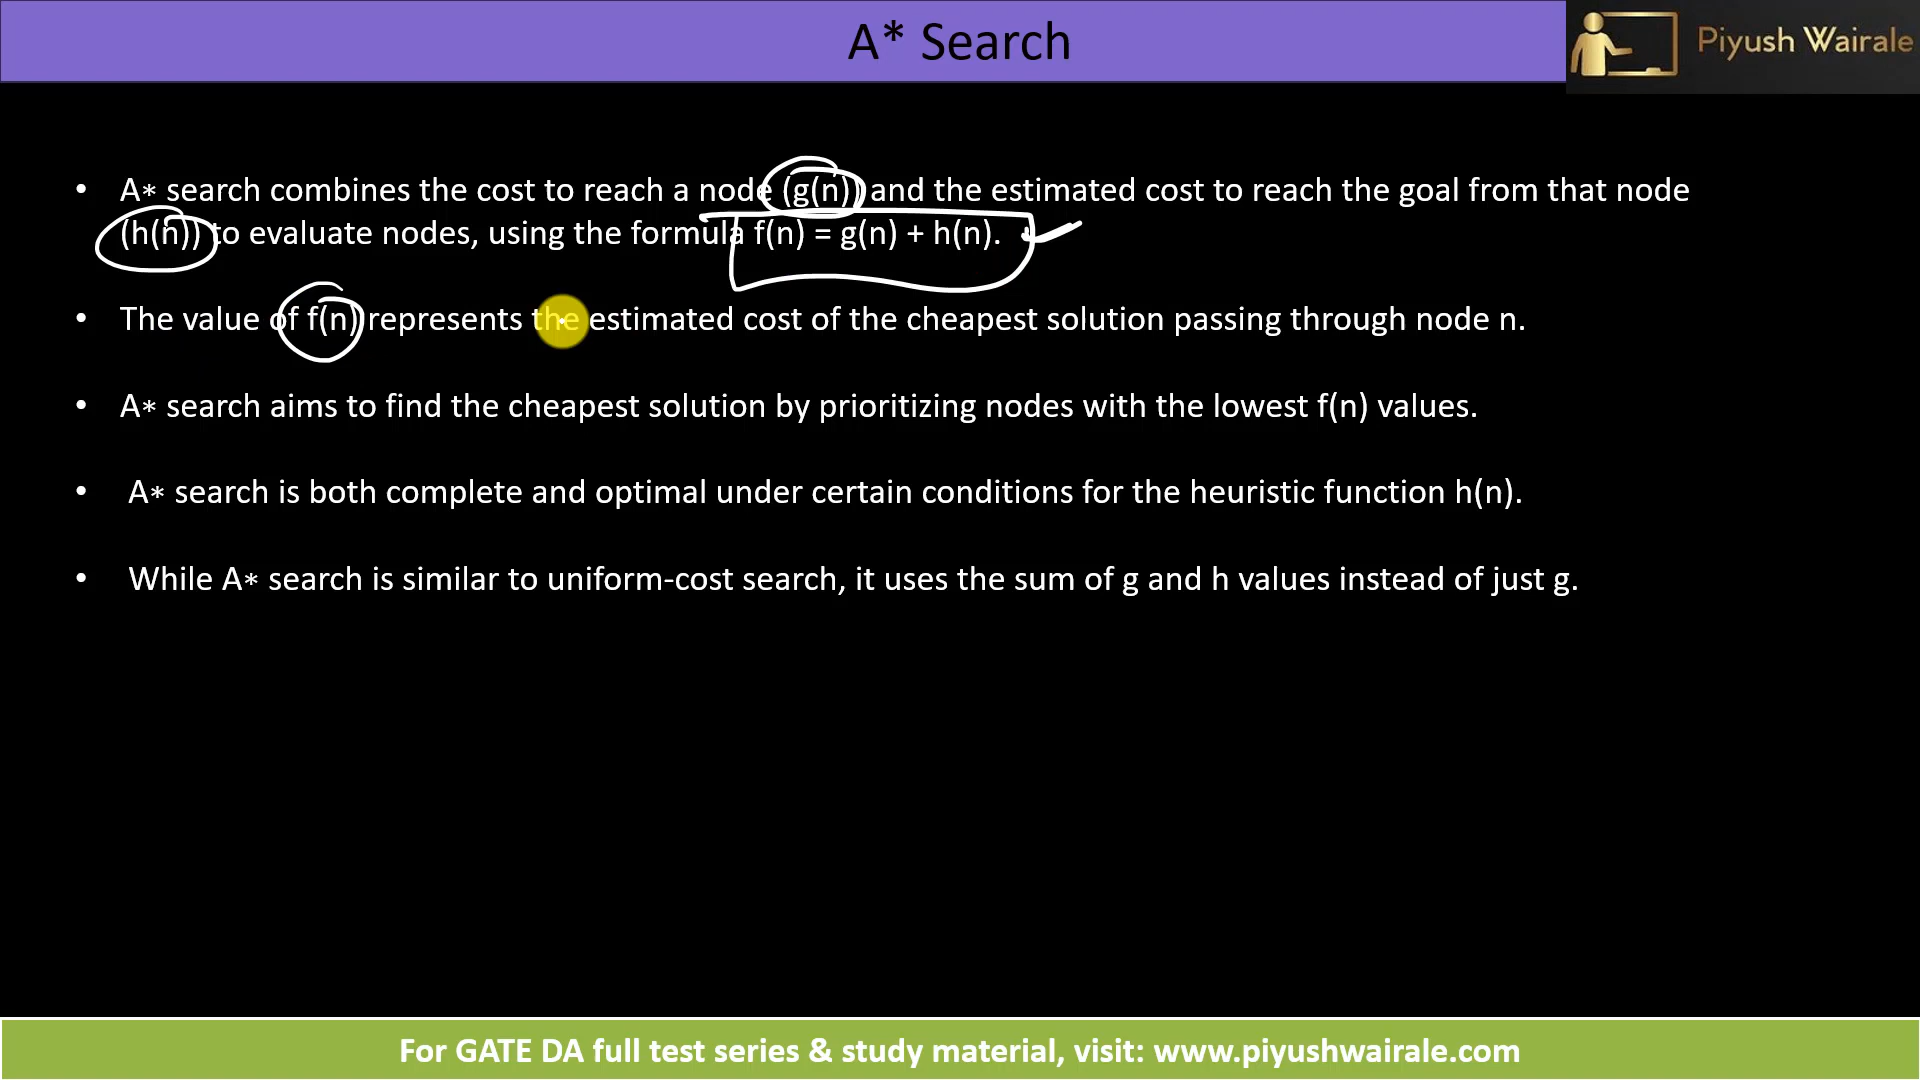 A* Search
Piyush Wairale
• A* search combines the cost to reach a node (g(n)) and the estimated cost to reach the goal from that node
(h(n)) to evaluate nodes, using the formula f(n) = g(n) + h(n).
• The value of f(n) represents the estimated cost of the cheapest solution passing through node n.
• A* search aims to find the cheapest solution by prioritizing nodes with the lowest f(n) values.
• A* search is both complete and optimal under certain conditions for the heuristic function h(n).
• While A* search is similar to uniform-cost search, it uses the sum of g and h values instead of just g.
For GATE DA full test series & study material, visit: www.piyushwairale.com